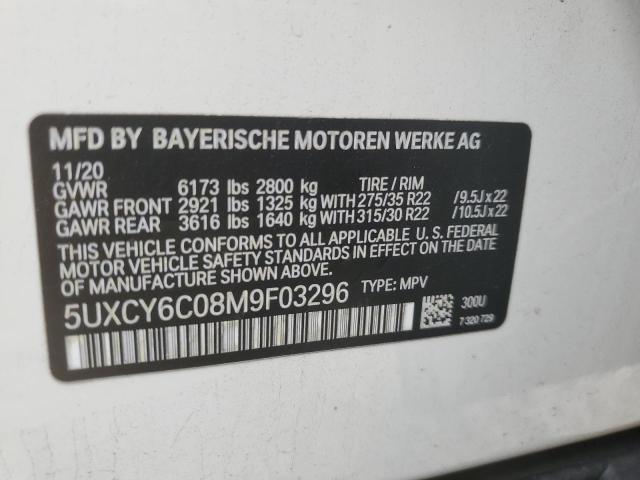 MFD BY BAYERISCHE MOTOREN WERKE AG
11/20
GVWR 6173 lbs 2800 kg TIRE / RIM
GAWR FRONT 2921 lbs 1325 kg WITH 275/35 R22 /9.5J x 22
GAWR REAR 3616 lbs 1640 kg WITH 315/30 R22 /10.5J x 22
THIS VEHICLE CONFORMS TO ALL APPLICABLE U.S. FEDERAL
MOTOR VEHICLE SAFETY STANDARDS IN EFFECT ON THE DATE
OF MANUFACTURE SHOWN ABOVE.
5UXCY6C08M9F03296 TYPE: MPV
300U
7 320 729